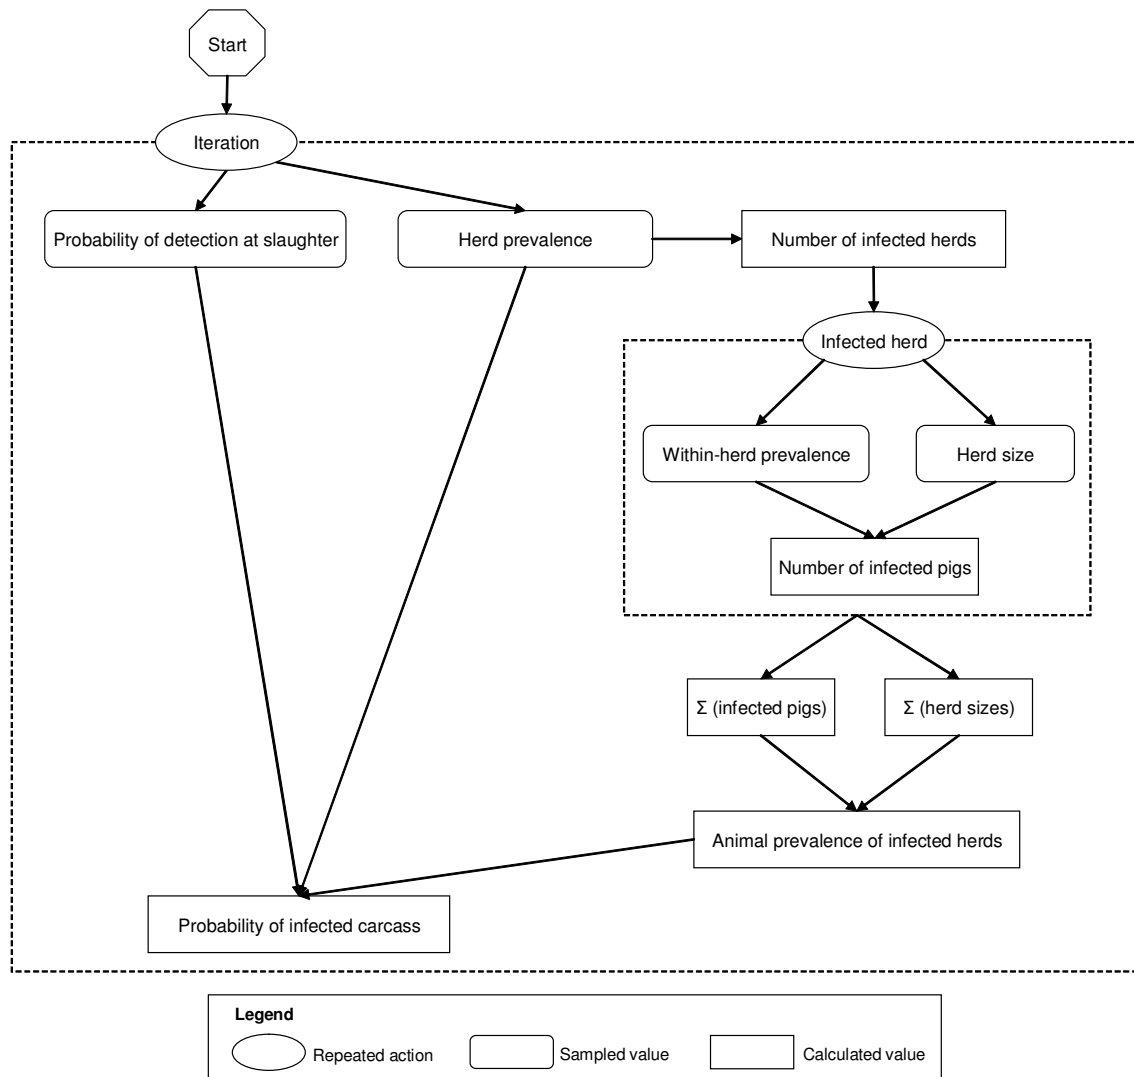 Start
Iteration
Probability of detection at slaughter
Herd prevalence
Number of infected herds
Infected herd
Within-herd prevalence
Herd size
Number of infected pigs
Σ (infected pigs)
Σ (herd sizes)
Animal prevalence of infected herds
Probability of infected carcass
Legend
Repeated action
Sampled value
Calculated value